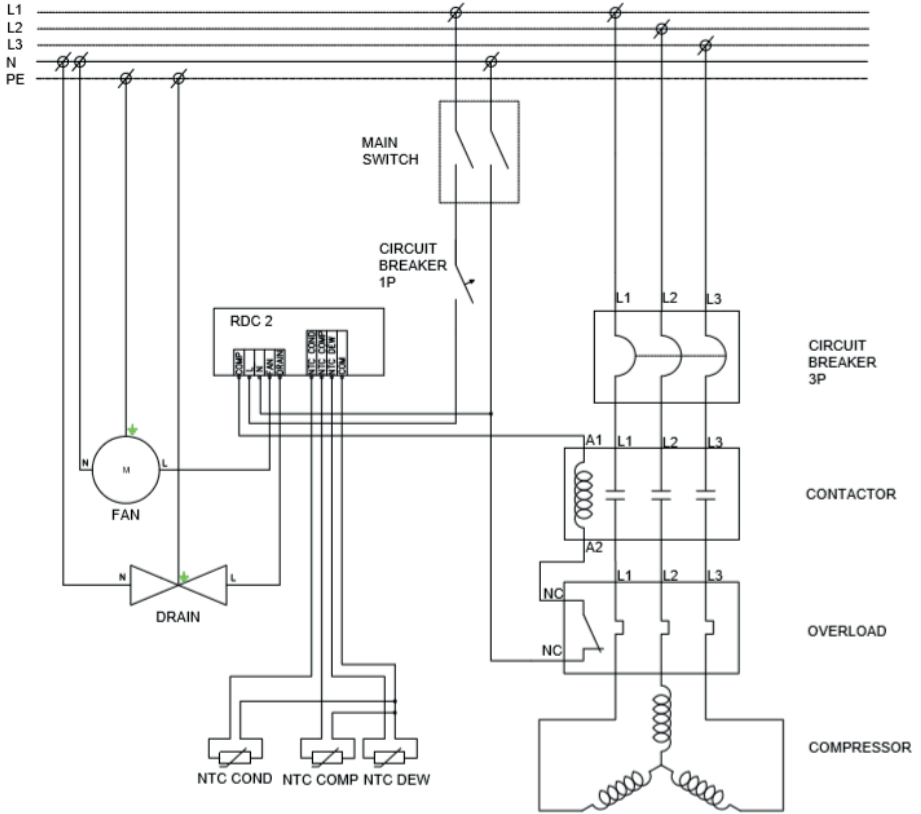 L1
L2
L3
N
PE
MAIN
SWITCH
CIRCUIT
BREAKER
1P
L1 L2 L3
RDC 2
COMP
L
N
FAN
DRAIN
NTC COND
NTC COMP
NTC DEW
COM
CIRCUIT
BREAKER
3P
A1 L1 L2 L3
N M L
FAN
CONTACTOR
A2
L1 L2 L3
N L
DRAIN
NC
OVERLOAD
NC
COMPRESSOR
NTC COND NTC COMP NTC DEW